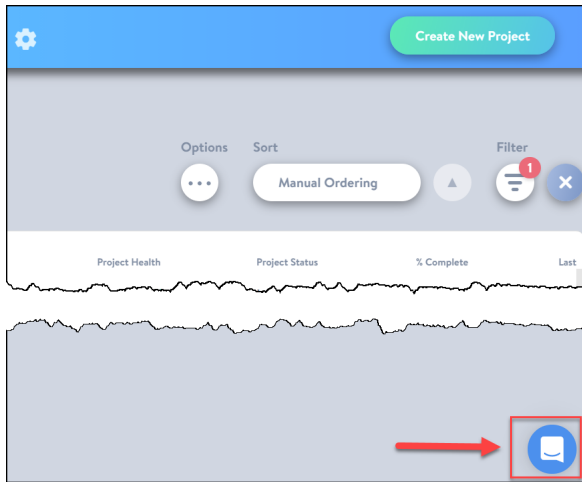 Create New Project
Options Sort Filter
1
Manual Ordering
Project Health Project Status % Complete Last